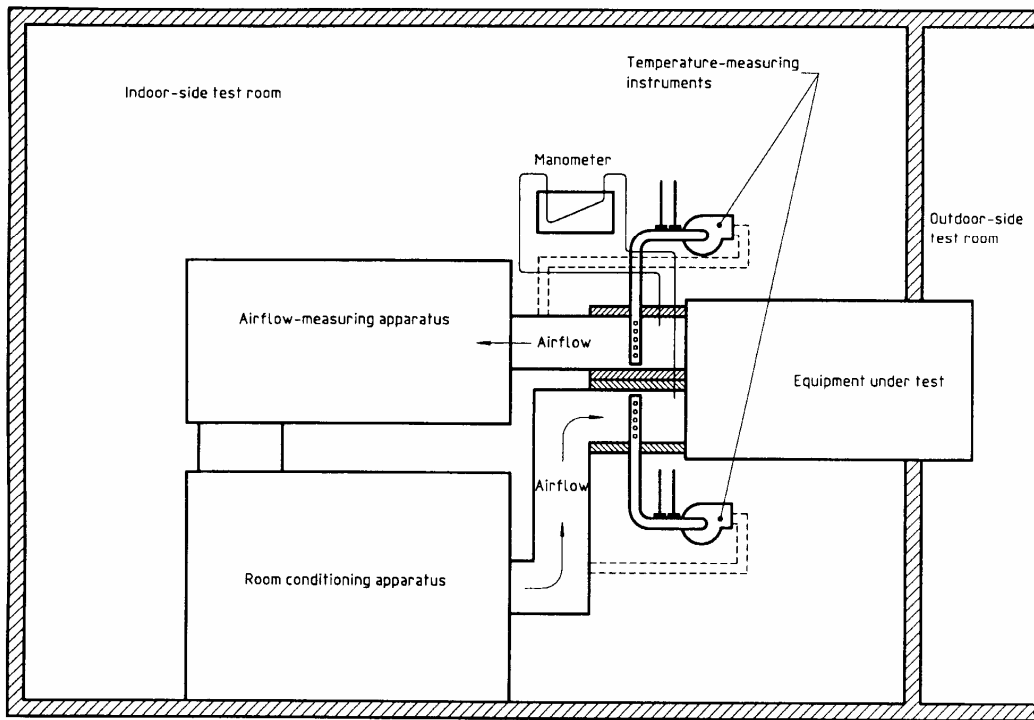 Temperature-measuring
instruments
Indoor-side test room
Manometer
Outdoor-side
test room
Airflow-measuring apparatus
Airflow
Equipment under test
Airflow
Room conditioning apparatus